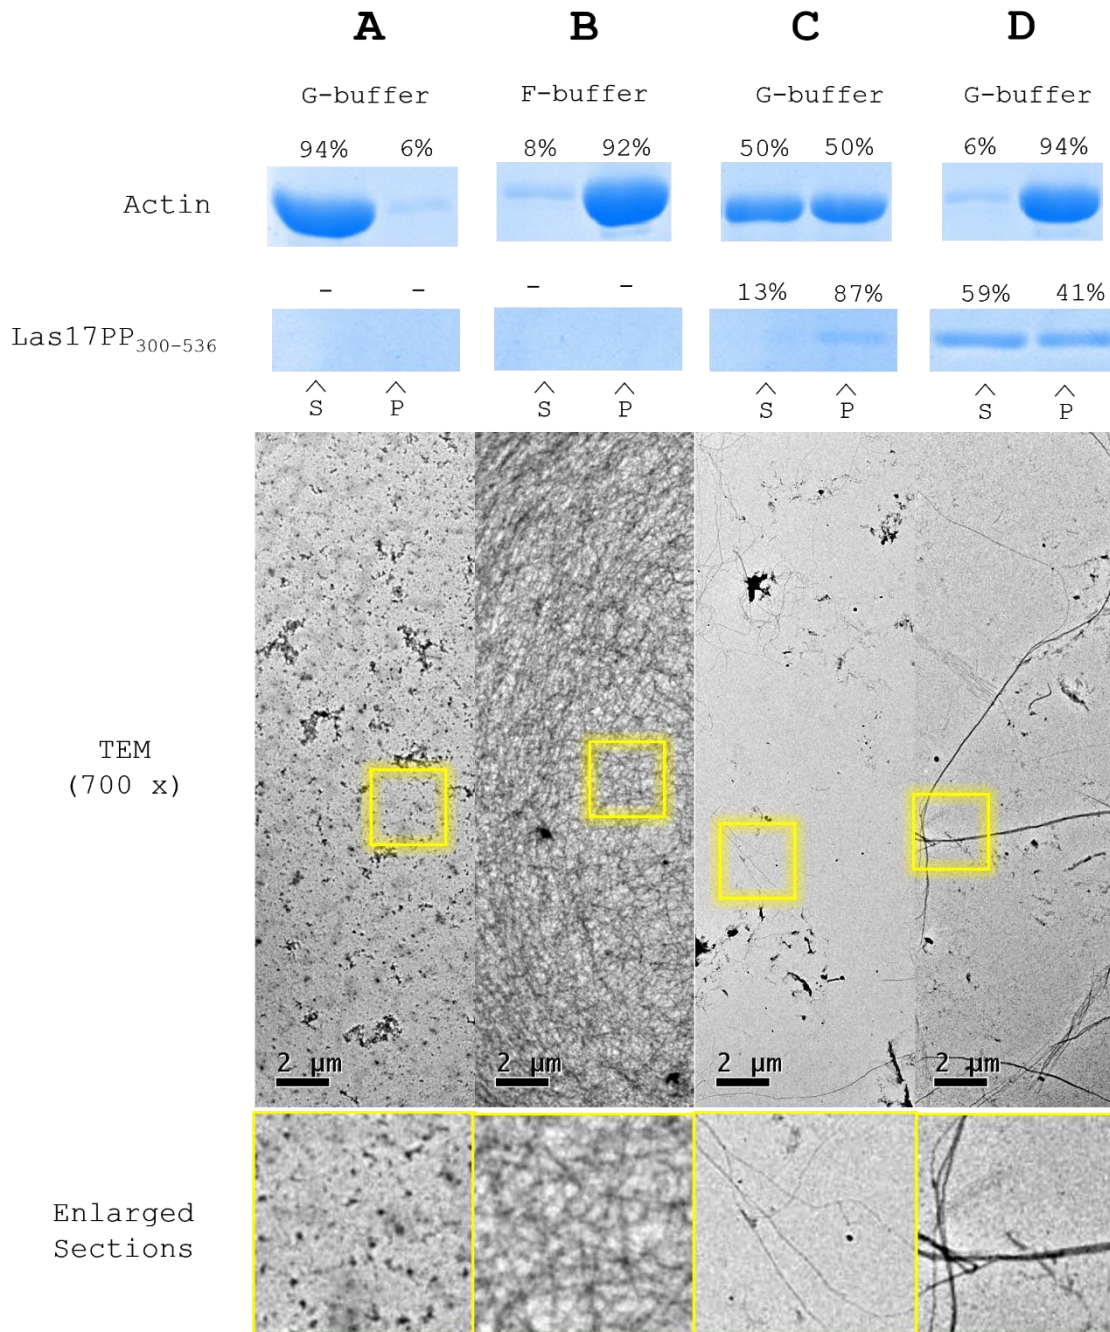 A B C D
G-buffer F-buffer G-buffer G-buffer
94% 6% 8% 92% 50% 50% 6% 94%
Actin
- - - - 13% 87% 59% 41%
Las17PP300-536
S P S P S P S P
TEM
(700 x)
2 µm 2 µm 2 µm 2 µm
Enlarged
Sections